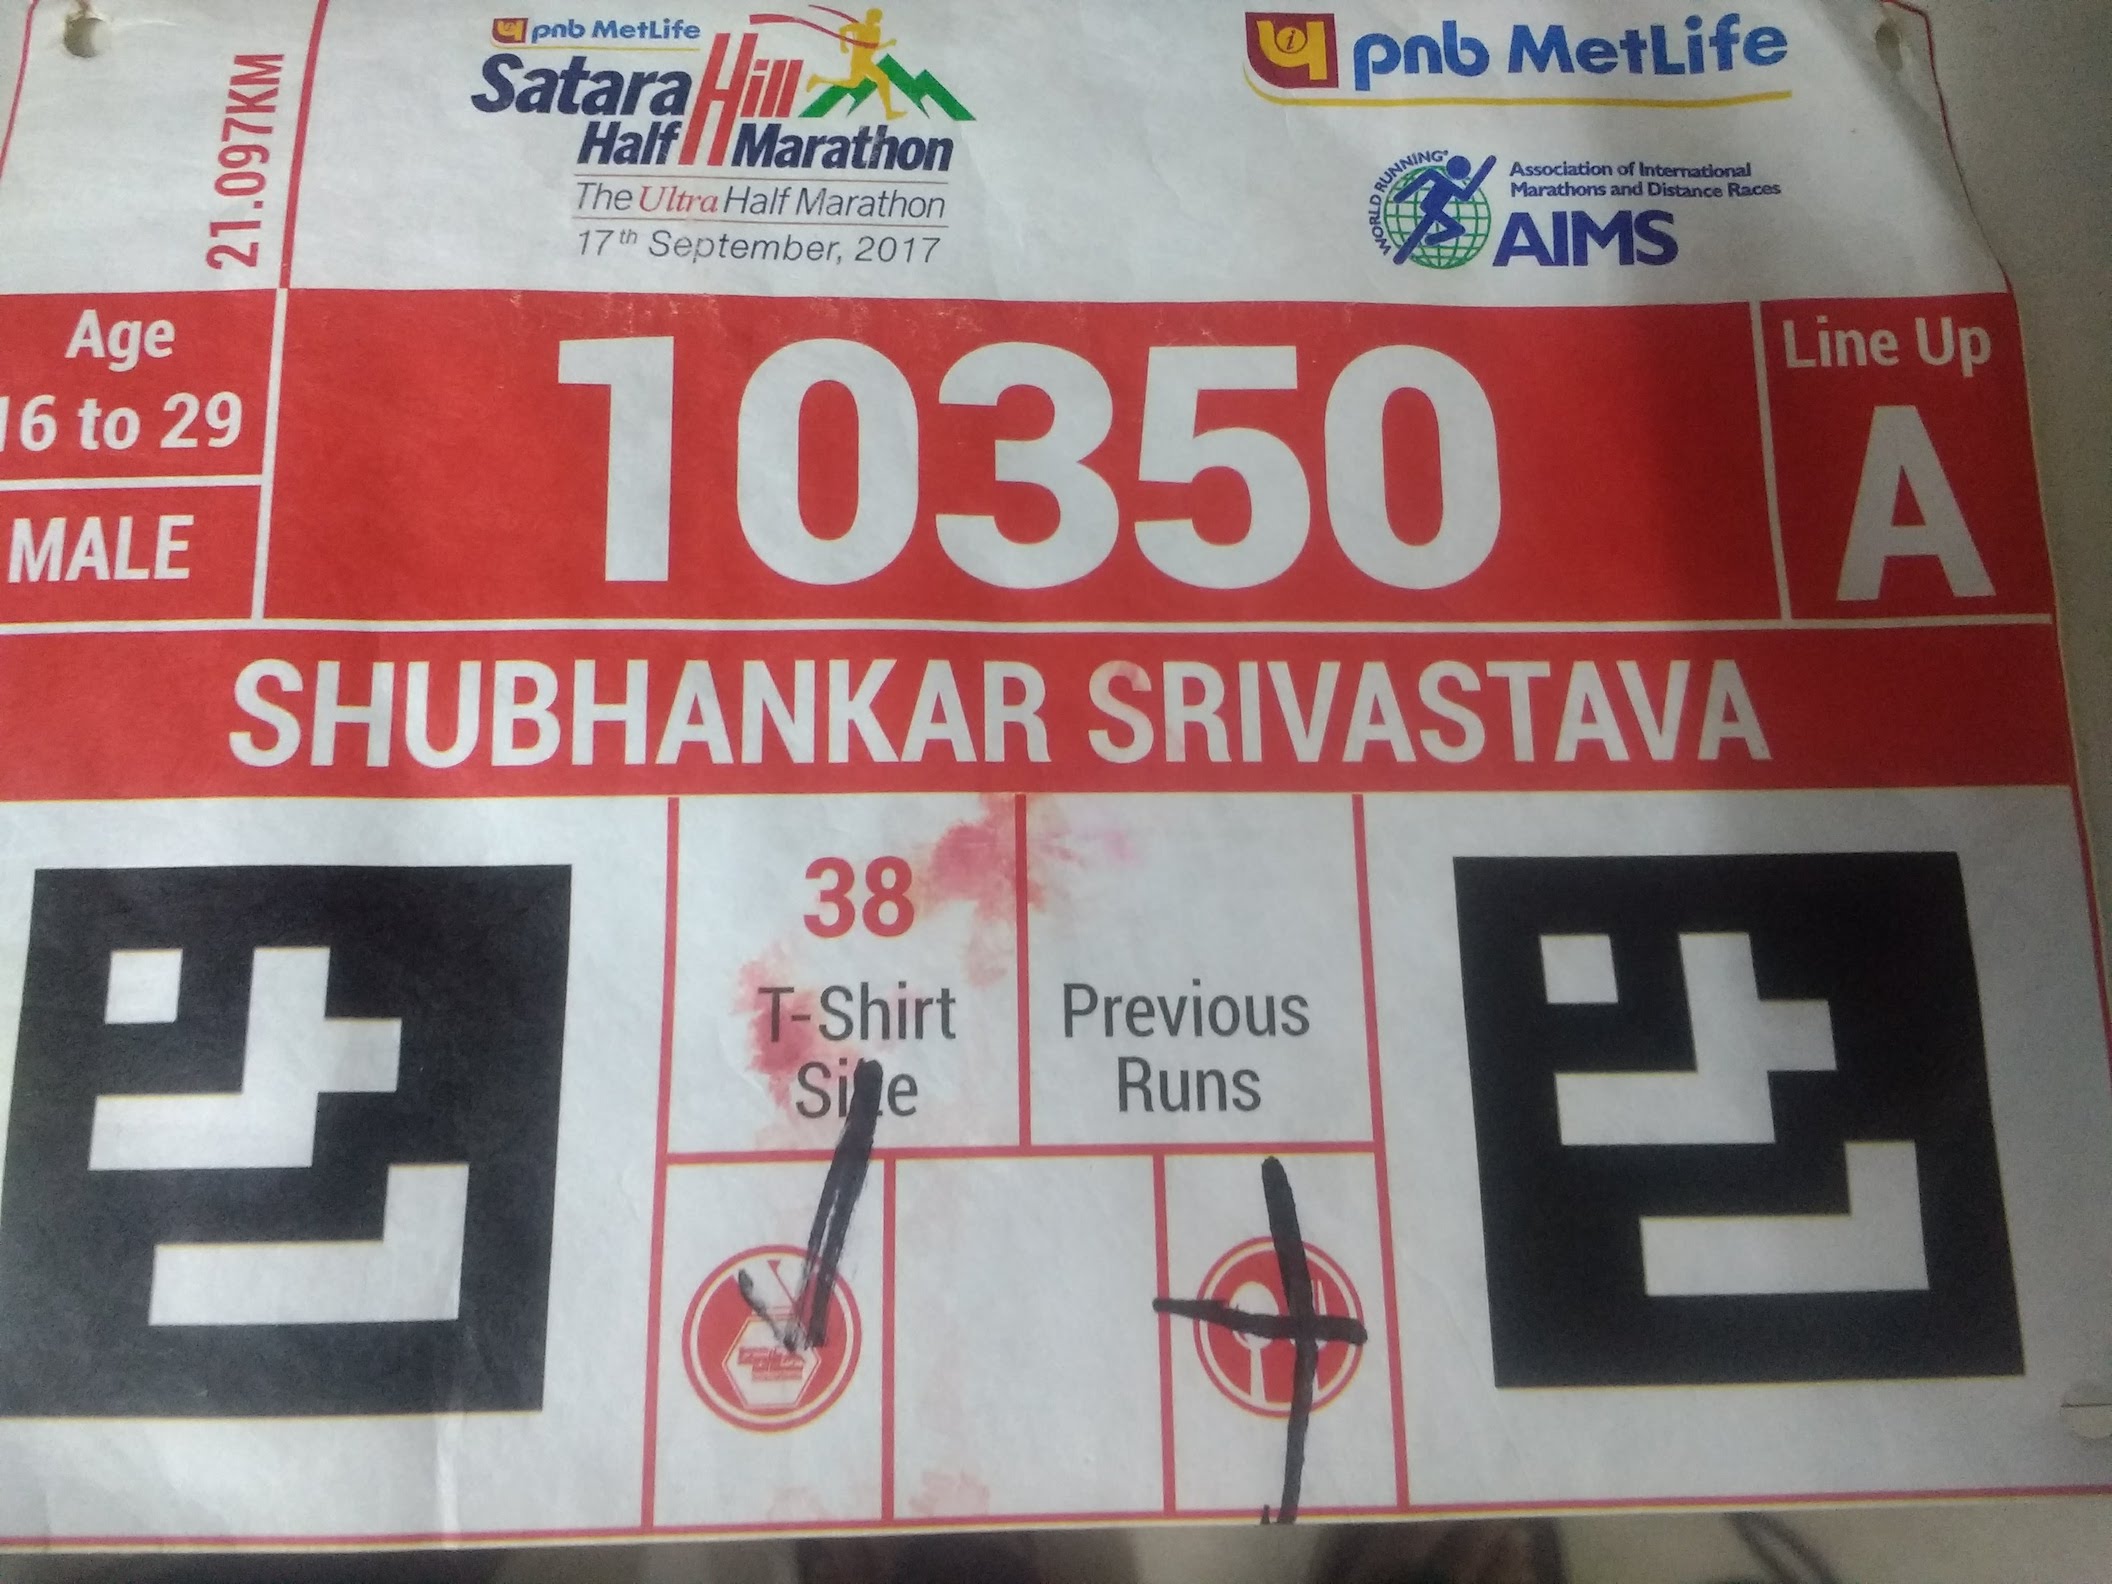 pnb MetLife
Satara Hill
Half Marathon
The Ultra Half Marathon
17th September, 2017
pnb MetLife
WORLD RUNNING
Association of International
Marathons and Distance Races
AIMS
21.097KM
Age
16 to 29
MALE
10350
Line Up
A
SHUBHANKAR SRIVASTAVA
38
T-Shirt
Size
Previous
Runs